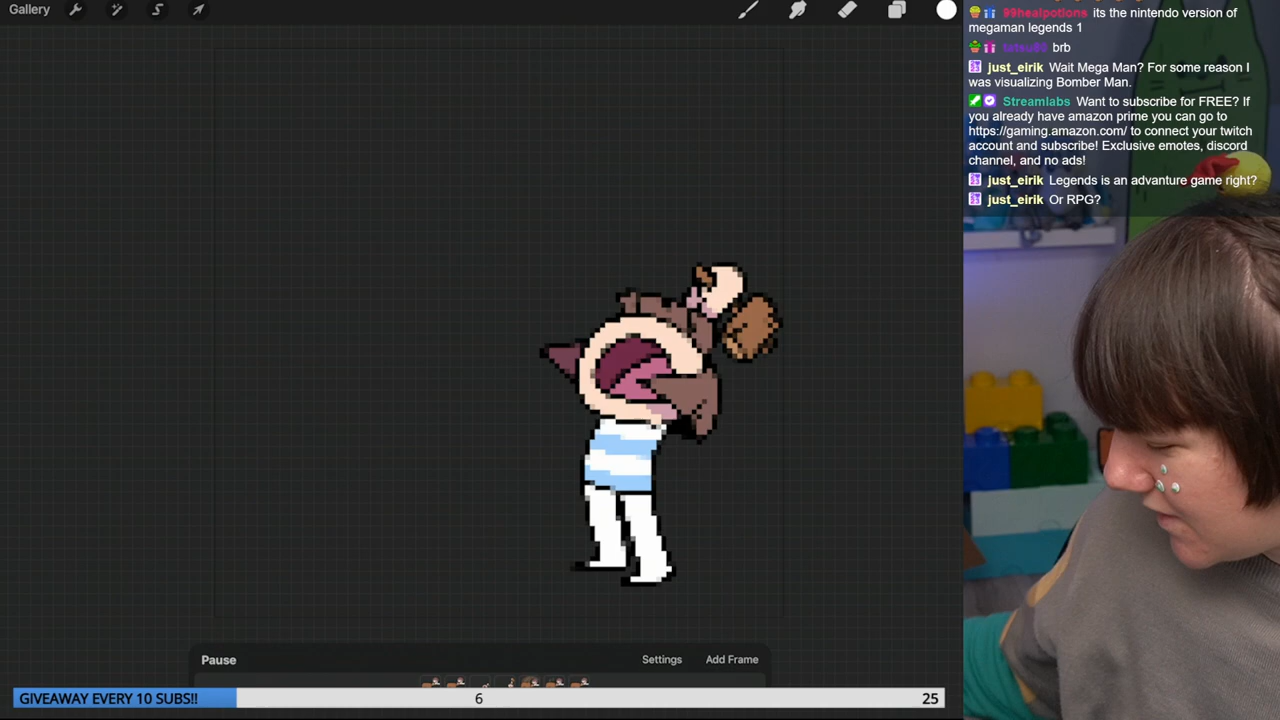 Gallery
99healpotions its the nintendo version of
megaman legends 1
tatsu86 brb
just_eirik Wait Mega Man? For some reason I
was visualizing Bomber Man.
Streamlabs Want to subscribe for FREE? If
you already have amazon prime you can go to
https://gaming.amazon.com/ to connect your twitch
account and subscribe! Exclusive emotes, discord
channel, and no ads!
just_eirik Legends is an advanture game right?
just_eirik Or RPG?
Pause
Settings
Add Frame
GIVEAWAY EVERY 10 SUBS!!
6
25